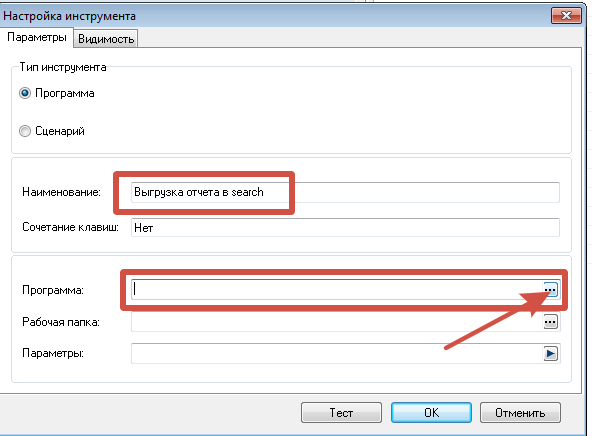 Настройка инструмента
Параметры Видимость
Тип инструмента
Программа
Сценарий
Наименование: Выгрузка отчета в search
Сочетание клавиш: Нет
Программа: ...
Рабочая папка: ...
Параметры:
Тест OK Отменить